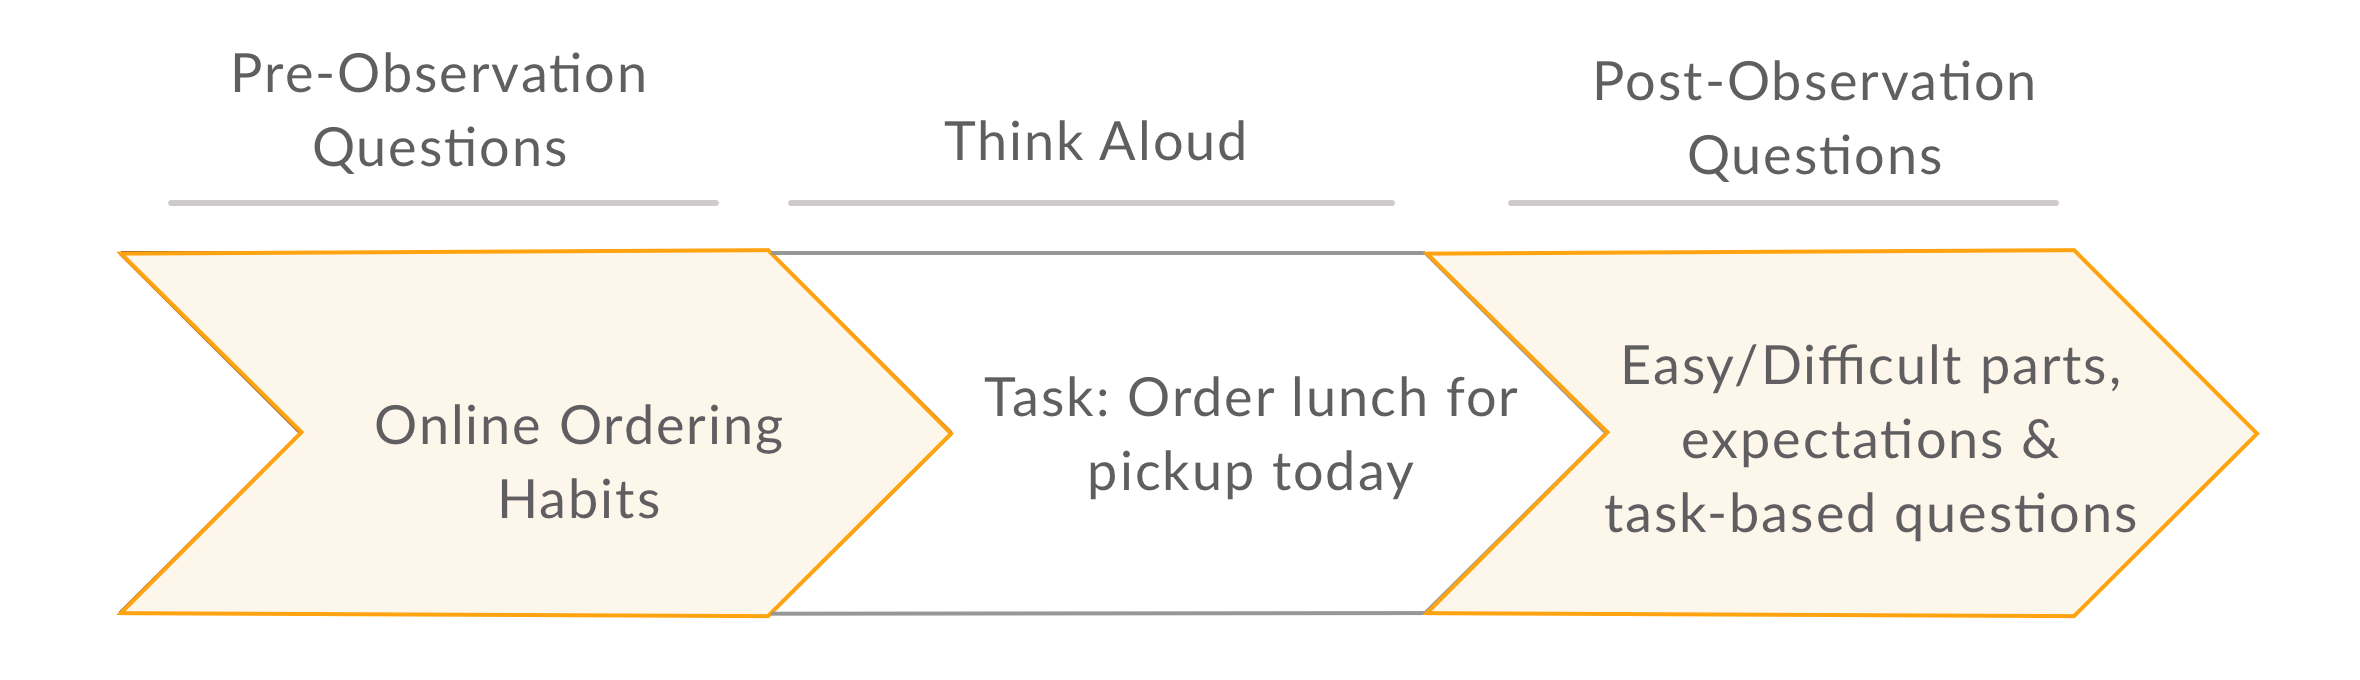 Pre-Observation
Questions
Think Aloud
Post-Observation
Questions
Online Ordering
Habits
Task: Order lunch for
pickup today
Easy/Difficult parts,
expectations &
task-based questions